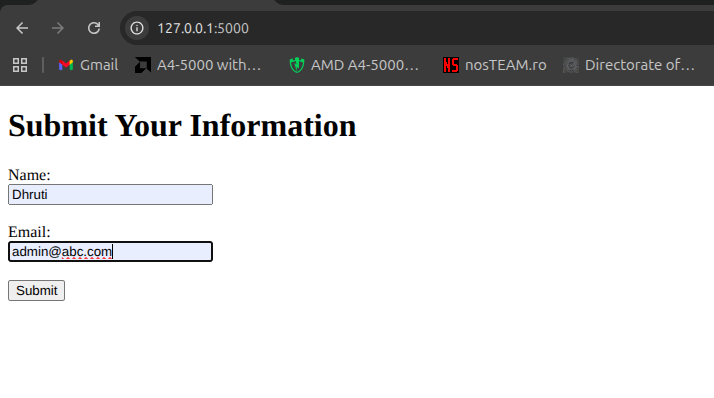 127.0.0.1:5000
Gmail A4-5000 with... AMD A4-5000... NS nosTEAM.ro Directorate of...
Submit Your Information
Name:
Dhruti
Email:
admin@abc.com
Submit